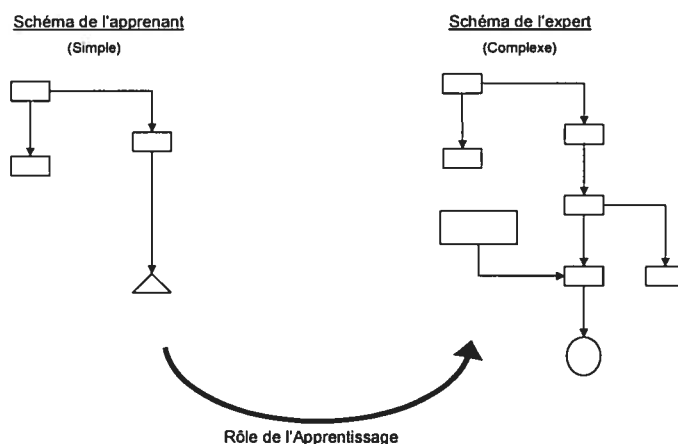 Schéma de l'apprenant
(Simple)
Schéma de l'expert
(Complexe)
Rôle de l'Apprentissage